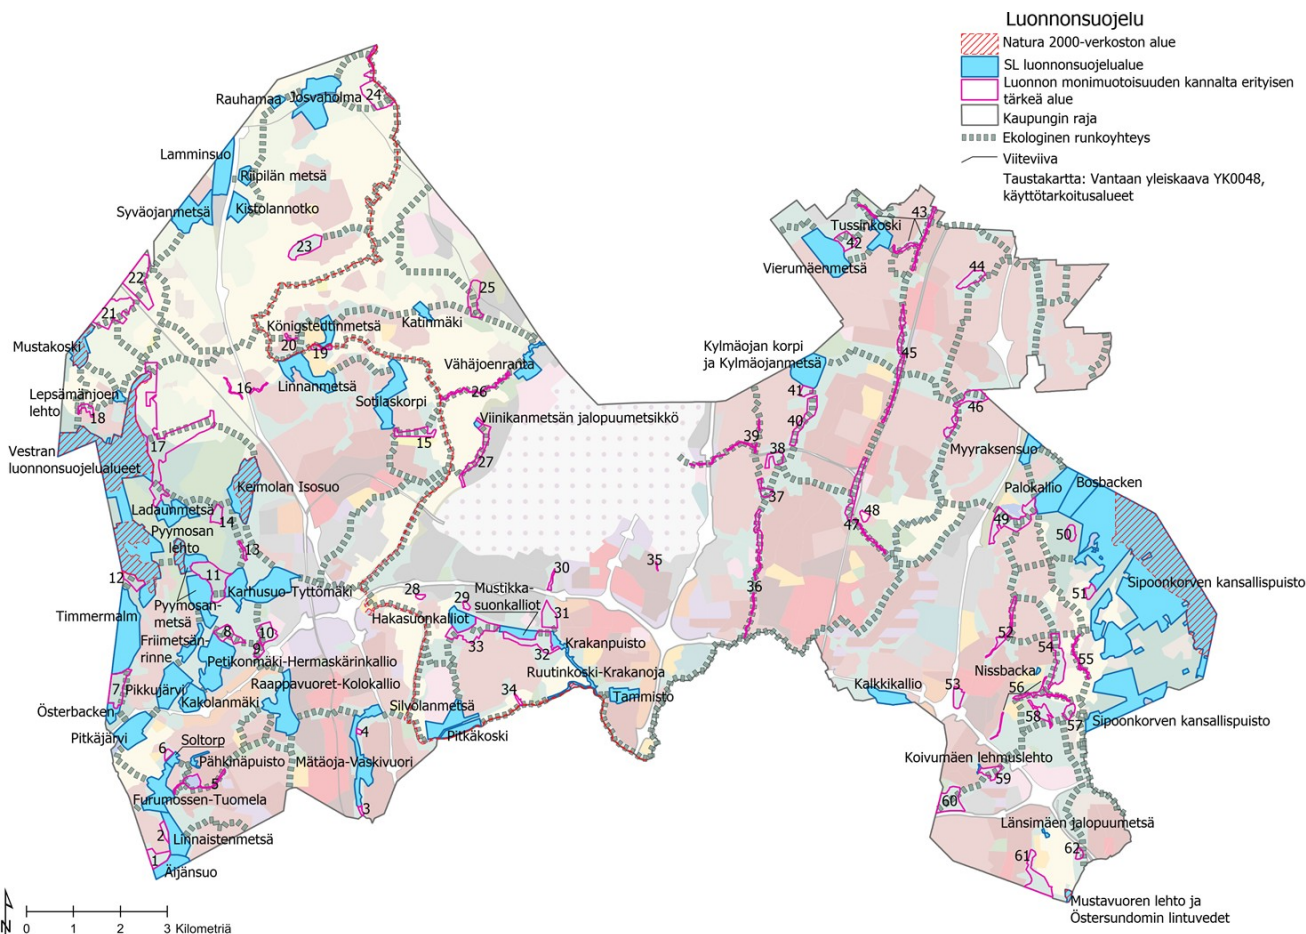 Luonnonsuojelu
Natura 2000-verkoston alue
SL luonnonsuojelualue
Luonnon monimuotoisuuden kannalta erityisen
tärkeä alue
Kaupungin raja
Ekologinen runkoyhteys
Viiteviiva
Taustakartta: Vantaan yleiskaava YK0048,
käyttötarkoitusalueet
Rauhamaa
Josvaholma
24
Lamminsuo
Riipilän metsä
Kistolannotko
Syväojanmetsä
23
22
21
25
Königstedtinmetsä
Katinmäki
20
19
Mustakoski
Linnanmetsä
Vähäjoenranta
16
26
Lepsämänjoen
lehto
18
Sotilaskorpi
Viinikanmetsän jalopuumetsikkö
15
17
27
Vestran
luonnonsuojelualueet
Keimolan Isosuo
Ladaunmetsä
14
Pyymosan
lehto
13
12
11
Karhusuo-Tyttömäki
Pyymosan-
metsä
Timmermalm
Friimetsän-
rinne
8
10
9
Petikonmäki-Hermaskärinkallio
7
Pikkujärvi
Kakolanmäki
Raappavuoret-Kolokallio
Österbacken
Pitkäjärvi
Soltorp
6
Pähkinäpuisto
5
Mätäoja-Vaskivuori
4
3
Furumossen-Tuomela
2
Linnaistenmetsä
1
Äijänsuo
28
29
Mustikka-
suonkalliot
30
31
Hakasuonkalliot
33
32
Krakanpuisto
Ruutinkoski-Krakanoja
34
Tammisto
Silvolanmetsä
Pitkäkoski
35
36
37
38
39
40
41
Kylmäojan korpi
ja Kylmäojanmetsä
Tussinkoski
43
42
Vierumäenmetsä
44
45
46
Myyraksensuo
47
48
Palokallio
Bosbacken
49
50
51
Sipoonkorven kansallispuisto
52
54
55
Nissbacka
56
53
Kalkkikallio
58
57
Sipoonkorven kansallispuisto
Koivumäen lehmuslehto
59
60
Länsimäen jalopuumetsä
61
62
Mustavuoren lehto ja
Östersundomin lintuvedet
N
0 1 2 3 Kilometriä